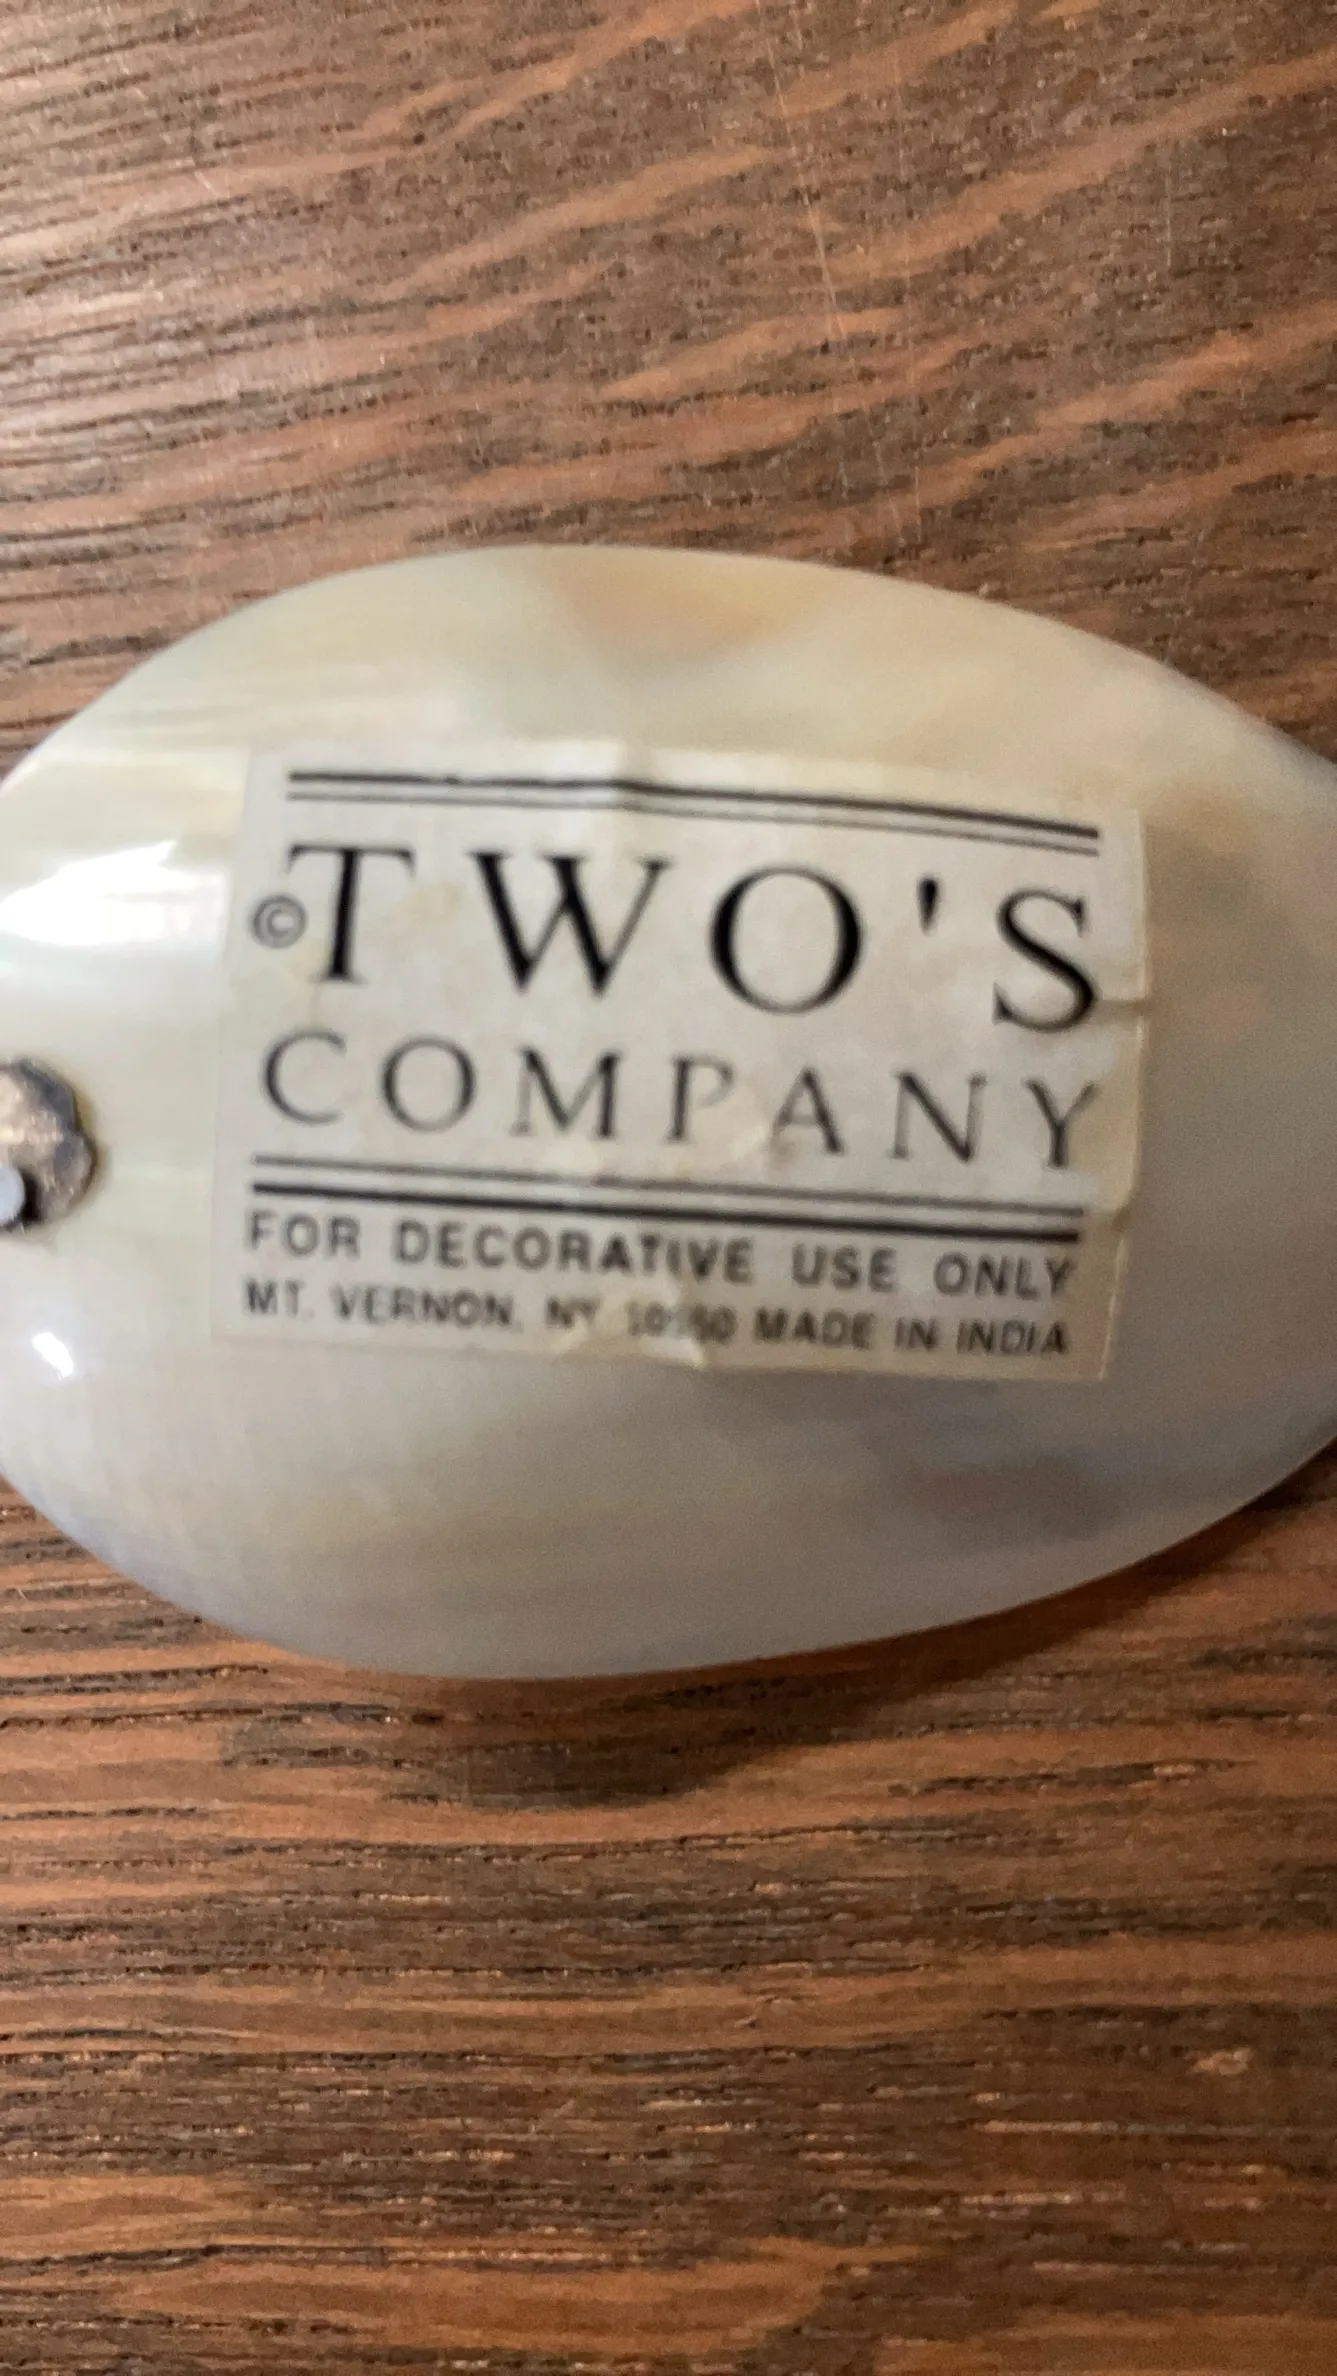 ©TWO'S
COMPANY
FOR DECORATIVE USE ONLY
MT. VERNON, NY MADE IN INDIA